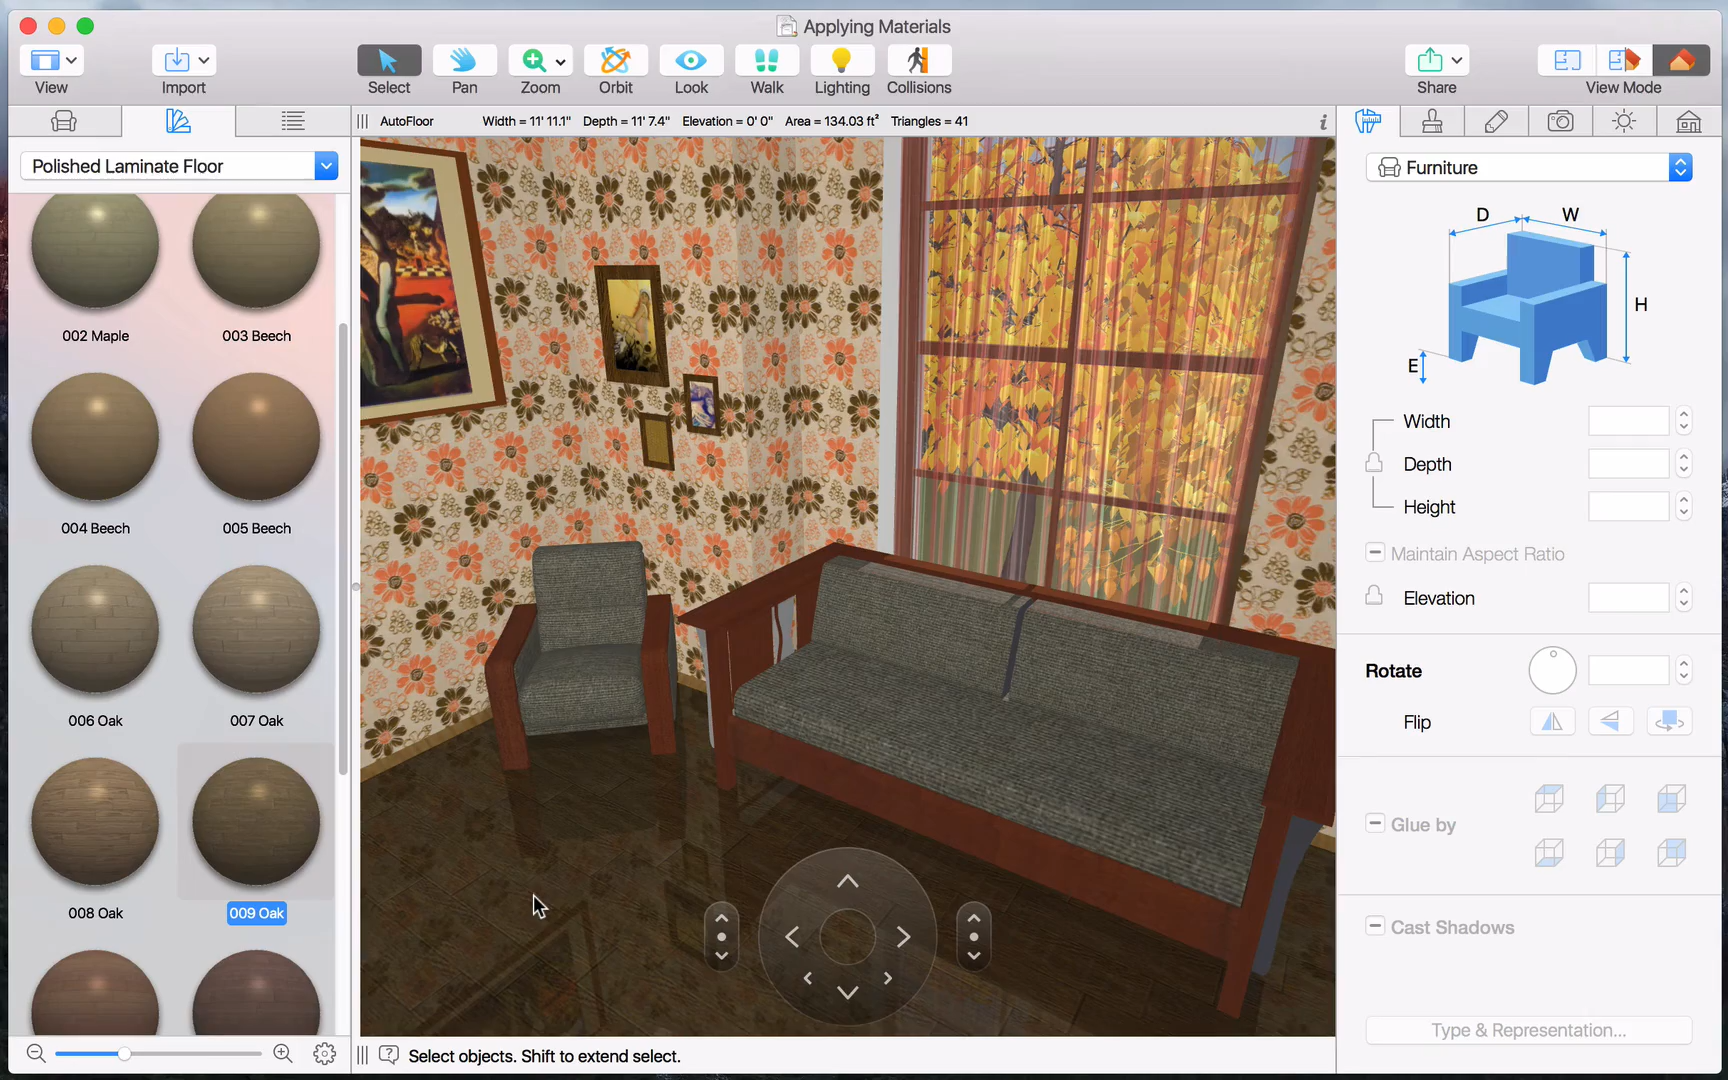 Applying Materials
View
Import
Select
Pan
Zoom
Orbit
Look
Walk
Lighting
Collisions
Share
View Mode
AutoFloor Width = 11' 11.1" Depth = 11' 7.4" Elevation = 0' 0" Area = 134.03 ft² Triangles = 41
i
Polished Laminate Floor
002 Maple
003 Beech
004 Beech
005 Beech
006 Oak
007 Oak
008 Oak
009 Oak
Furniture
D
W
H
E
Width
Depth
Height
Maintain Aspect Ratio
Elevation
Rotate
Flip
Glue by
Cast Shadows
Type & Representation...
? Select objects. Shift to extend select.